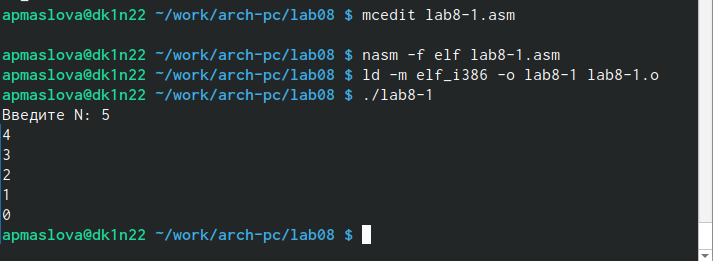 apmaslova@dk1n22 ~/work/arch-pc/lab08 $ mcedit lab8-1.asm
apmaslova@dk1n22 ~/work/arch-pc/lab08 $ nasm -f elf lab8-1.asm
apmaslova@dk1n22 ~/work/arch-pc/lab08 $ ld -m elf_i386 -o lab8-1 lab8-1.o
apmaslova@dk1n22 ~/work/arch-pc/lab08 $ ./lab8-1
Введите N: 5
4
3
2
1
0
apmaslova@dk1n22 ~/work/arch-pc/lab08 $